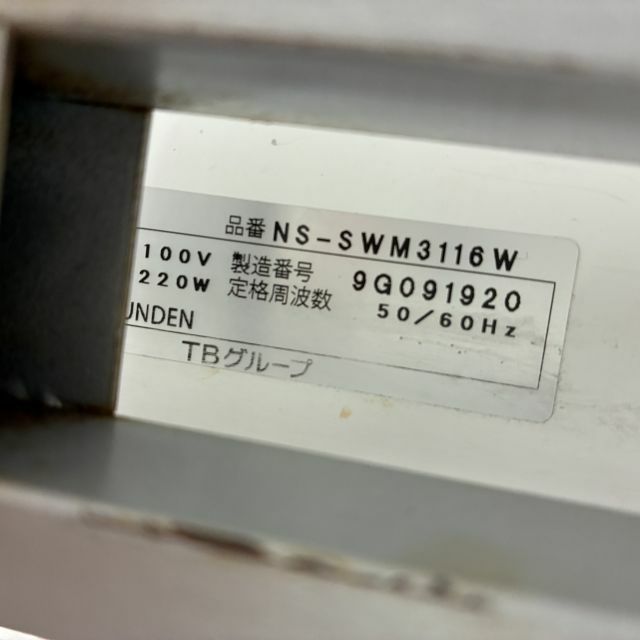 品番 NS-SWM3116W
100V 製造番号 9G091920
220W 定格周波数 50/60Hz
UNDEN
TBグループ